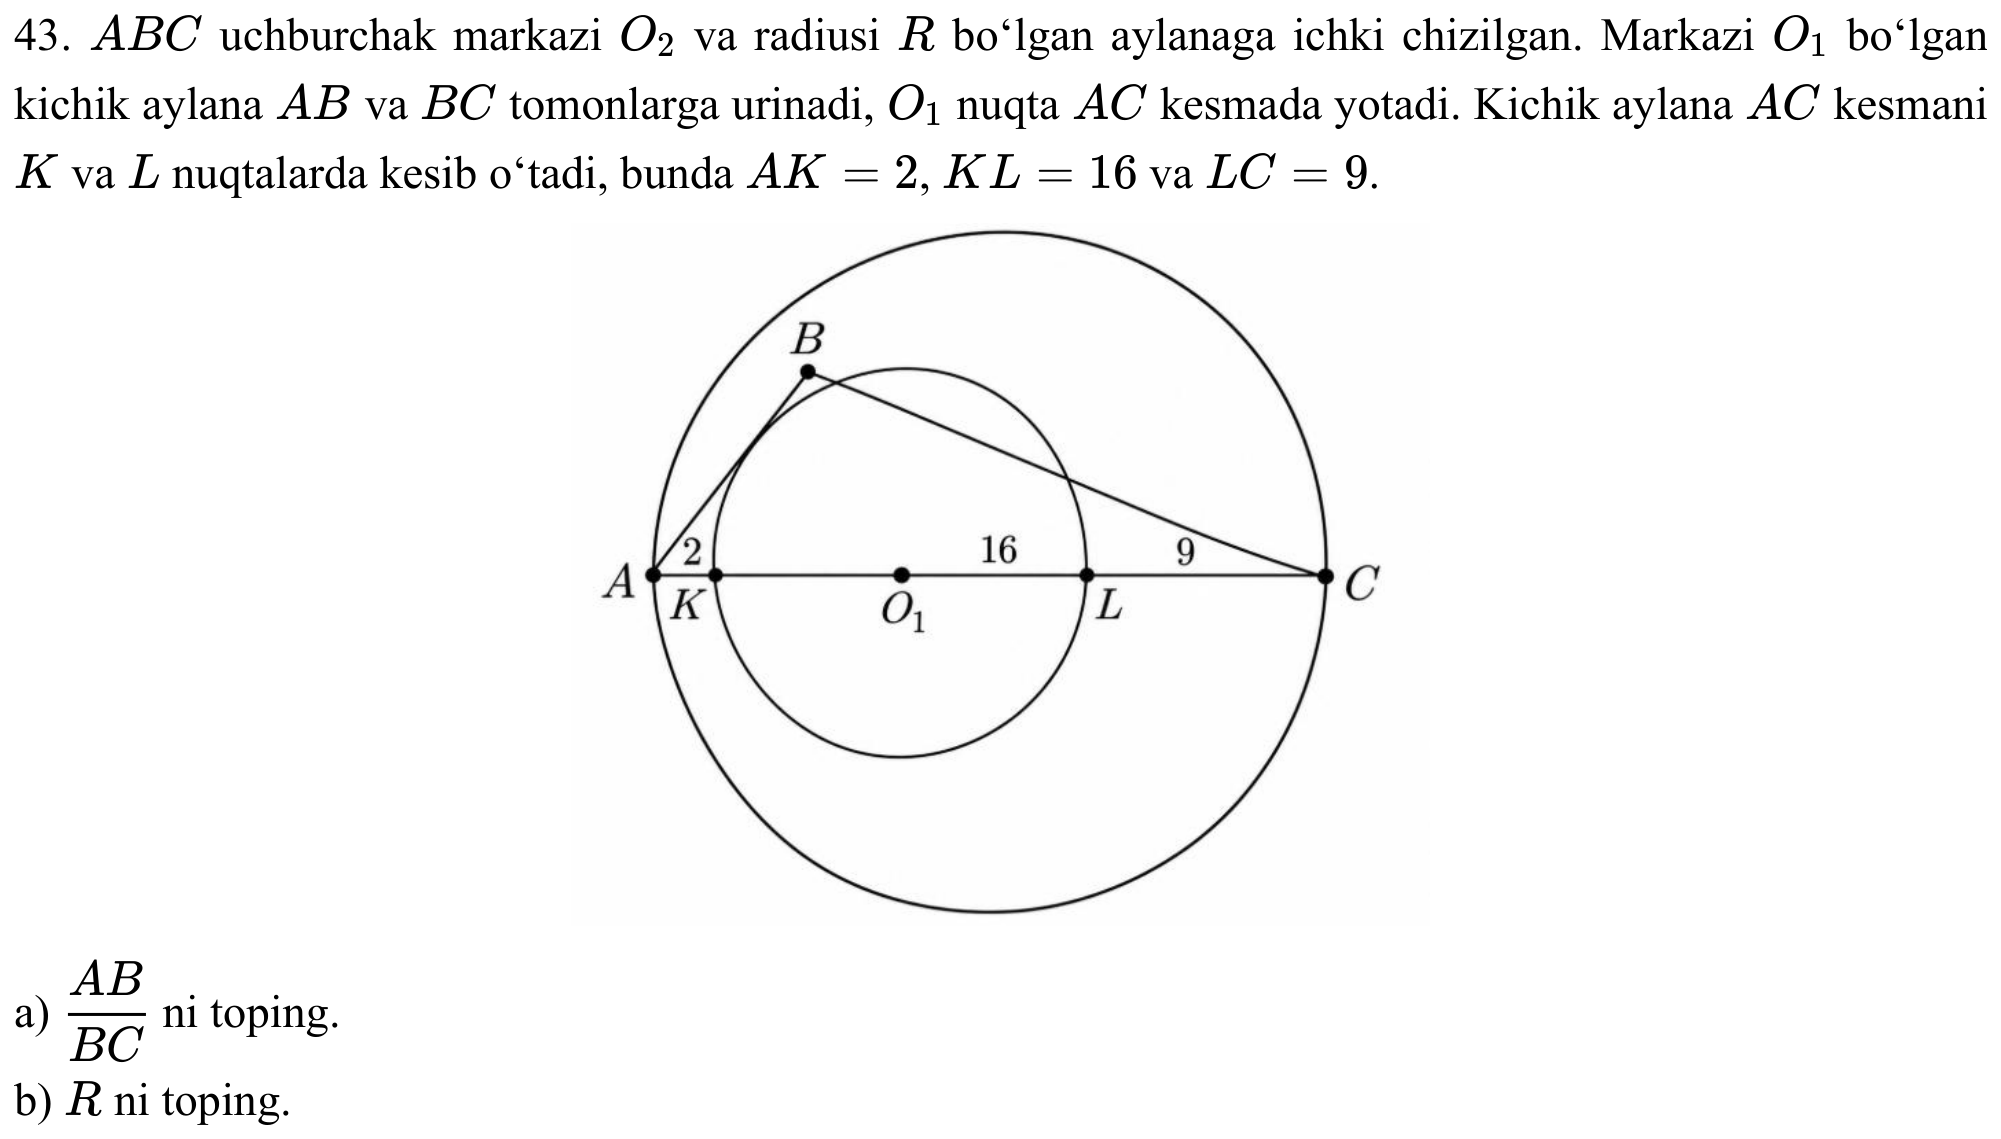 43. ABC uchburchak markazi O₂ va radiusi R bo‘lgan aylanaga ichki chizilgan. Markazi O₁ bo‘lgan
kichik aylana AB va BC tomonlarga urinadi, O₁ nuqta AC kesmada yotadi. Kichik aylana AC kesmani
K va L nuqtalarda kesib o‘tadi, bunda AK = 2, KL = 16 va LC = 9.
B
2 16 9
A K O₁ L C
a) AB/BC ni toping.
b) R ni toping.